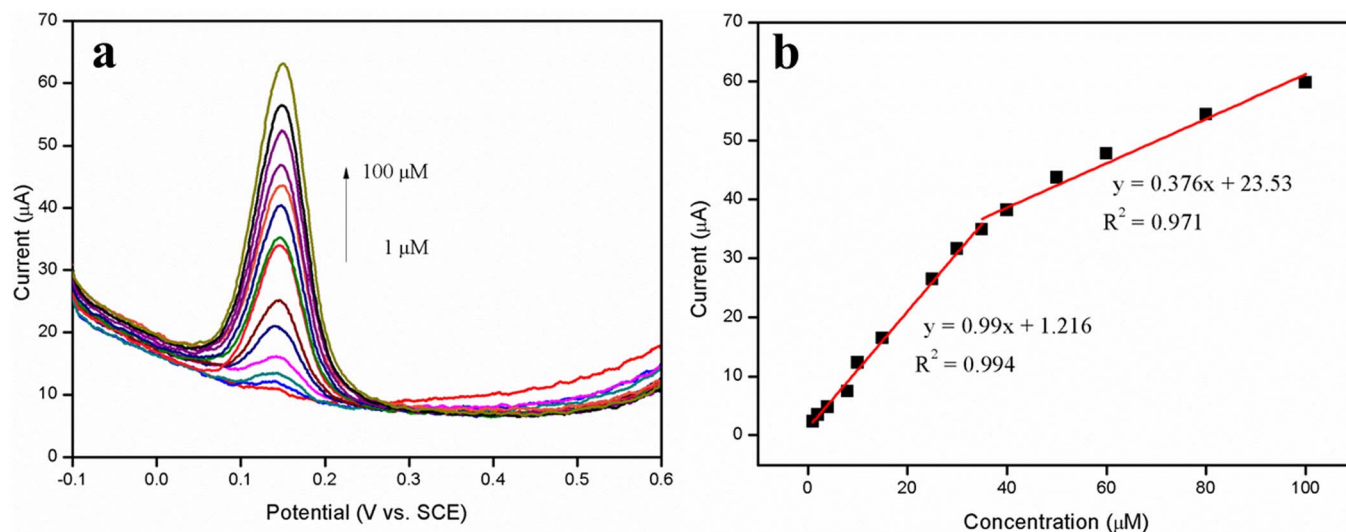 a
70
60
50
40
30
20
10
0
Current (μA)
100 μM
1 μM
-0.1 0.0 0.1 0.2 0.3 0.4 0.5 0.6
Potential (V vs. SCE)
b
70
60
50
40
30
20
10
0
Current (μA)
y = 0.376x + 23.53
R² = 0.971
y = 0.99x + 1.216
R² = 0.994
0 20 40 60 80 100
Concentration (μM)